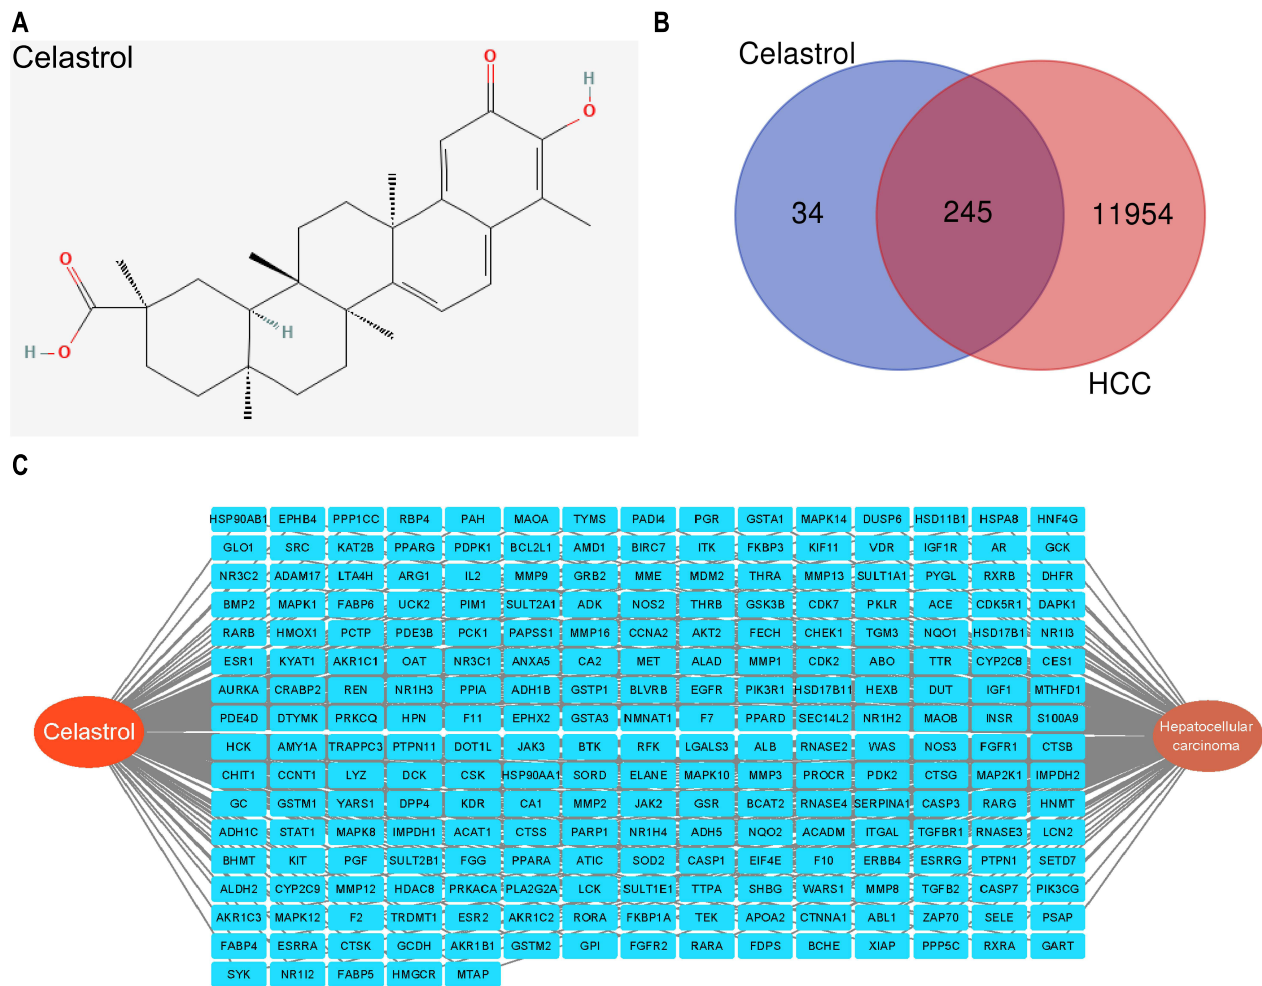 A
B
Celastrol
O
H
O
O
H
H
O
Celastrol
34
245
11954
HCC
C
HSP90AB1 EPHB4 PPP1CC RBP4 PAH MAOA TYMS PADI4 PGR GSTA1 MAPK14 DUSP6 HSD11B1 HSPA8 HNF4G
GLO1 SRC KAT2B PPARG PDPK1 BCL2L1 AMD1 BIRC7 ITK FKBP3 KIF11 VDR IGF1R AR GCK
NR3C2 ADAM17 LTA4H ARG1 IL2 MMP9 GRB2 MME MDM2 THRA MMP13 SULT1A1 PYGL RXRB DHFR
BMP2 MAPK1 FABP6 UCK2 PIM1 SULT2A1 ADK NOS2 THRB GSK3B CDK7 PKLR ACE CDK5R1 DAPK1
RARB HMOX1 PCTP PDE3B PCK1 PAPSS1 MMP16 CCNA2 AKT2 FECH CHEK1 TGM3 NQO1 HSD17B1 NR1I3
ESR1 KYAT1 AKR1C1 OAT NR3C1 ANXA5 CA2 MET ALAD MMP1 CDK2 ABO TTR CYP2C8 CES1
AURKA CRABP2 REN NR1H3 PPIA ADH1B GSTP1 BLVRB EGFR PIK3R1 HSD17B11 HEXB DUT IGF1 MTHFD1
PDE4D DTYMK PRKCQ HPN F11 EPHX2 GSTA3 NMNAT1 F7 PPARD SEC14L2 NR1H2 MAOB INSR S100A9
HCK AMY1A TRAPPC3 PTPN11 DOT1L JAK3 BTK RFK LGALS3 ALB RNASE2 WAS NOS3 FGFR1 CTSB
CHIT1 CCNT1 LYZ DCK CSK HSP90AA1 SORD ELANE MAPK10 MMP3 PROCR PDK2 CTSG MAP2K1 IMPDH2
GC GSTM1 YARS1 DPP4 KDR CA1 MMP2 JAK2 GSR BCAT2 RNASE4 SERPINA1 CASP3 RARG HNMT
ADH1C STAT1 MAPK8 IMPDH1 ACAT1 CTSS PARP1 NR1H4 ADH5 NQO2 ACADM ITGAL TGFBR1 RNASE3 LCN2
BHMT KIT PGF SULT2B1 FGG PPARA ATIC SOD2 CASP1 EIF4E F10 ERBB4 ESRRG PTPN1 SETD7
ALDH2 CYP2C9 MMP12 HDAC8 PRKACA PLA2G2A LCK SULT1E1 TTPA SHBG WARS1 MMP8 TGFB2 CASP7 PIK3CG
AKR1C3 MAPK12 F2 TRDMT1 ESR2 AKR1C2 RORA FKBP1A TEK APOA2 CTNNA1 ABL1 ZAP70 SELE PSAP
FABP4 ESRRA CTSK GCDH AKR1B1 GSTM2 GPI FGFR2 RARA FDPS BCHE XIAP PPP5C RXRA GART
SYK NR1I2 FABP5 HMGCR MTAP
Celastrol
Hepatocellular
carcinoma